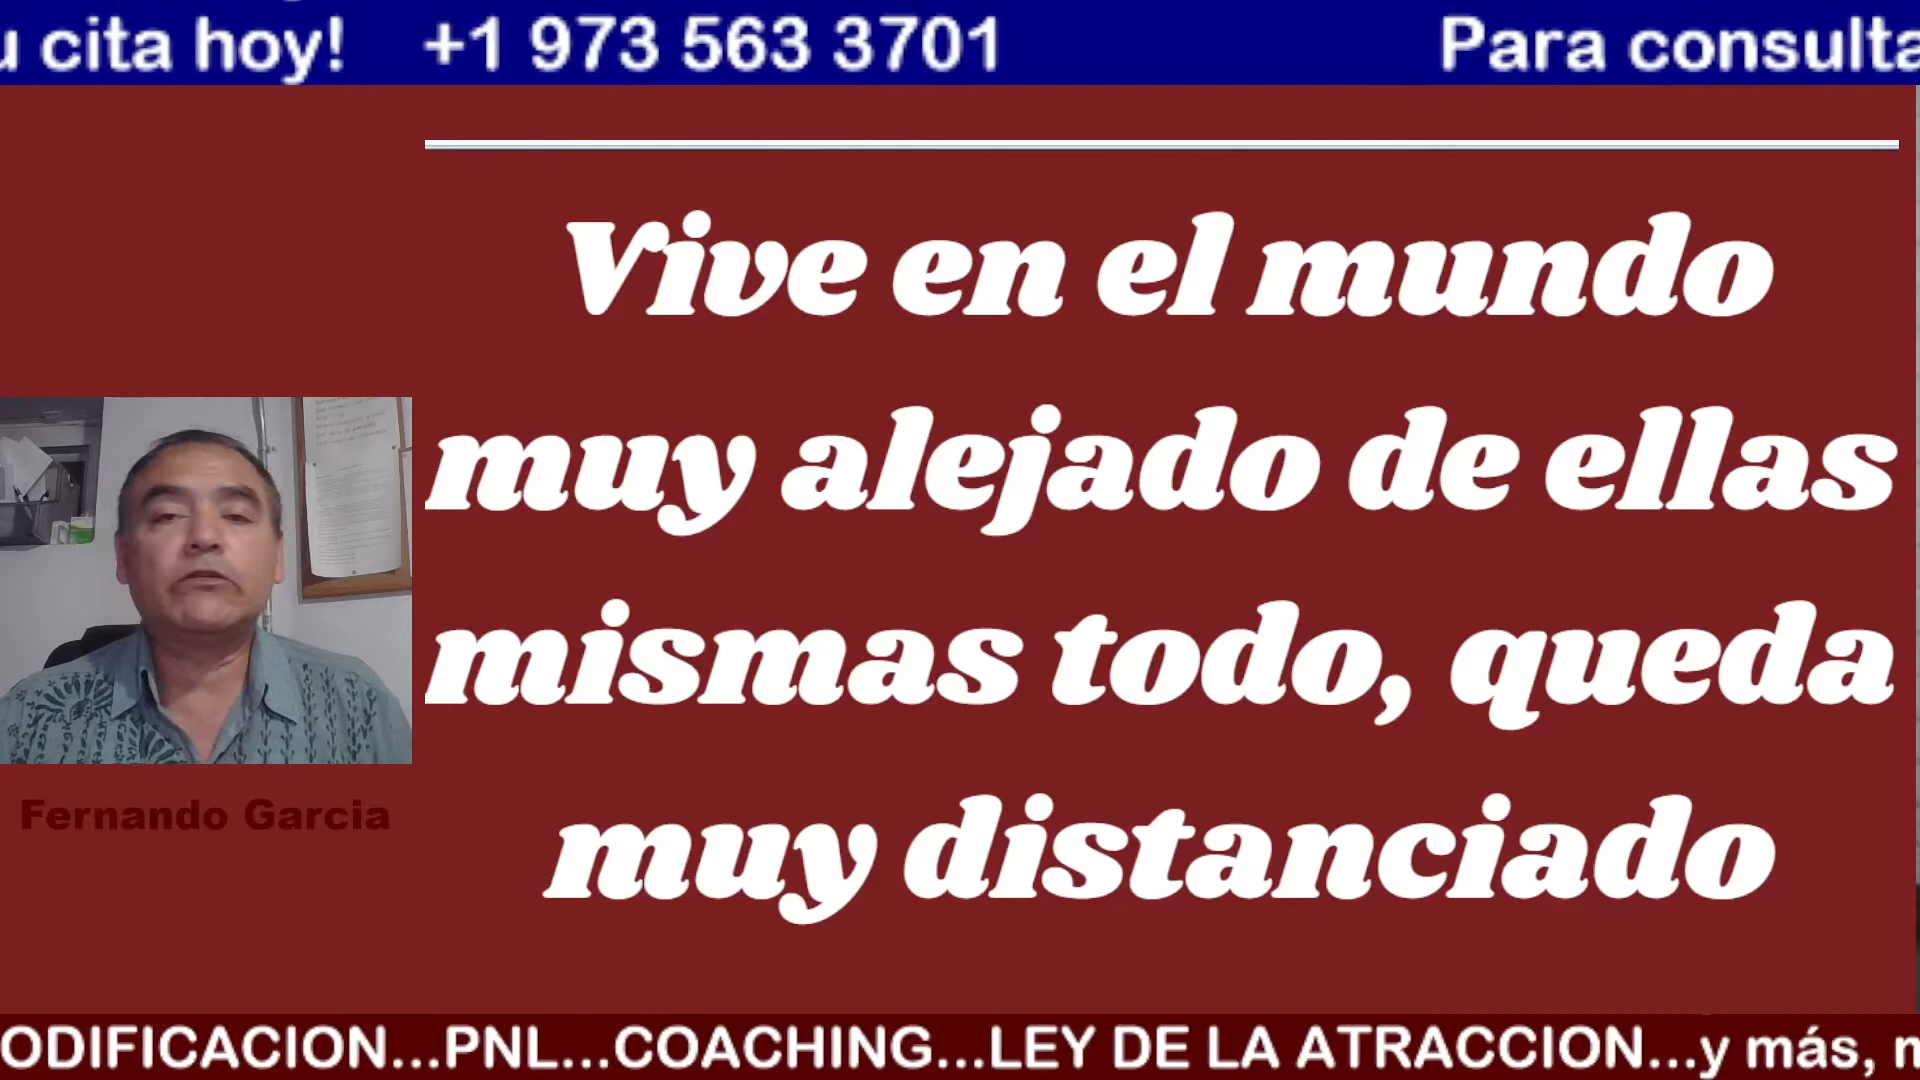 cita hoy! +1 973 563 3701 Para consulta
Vive en el mundo
muy alejado de ellas
mismas todo, queda
muy distanciado
Fernando Garcia
ODIFICACION...PNL...COACHING...LEY DE LA ATRACCION...y más,